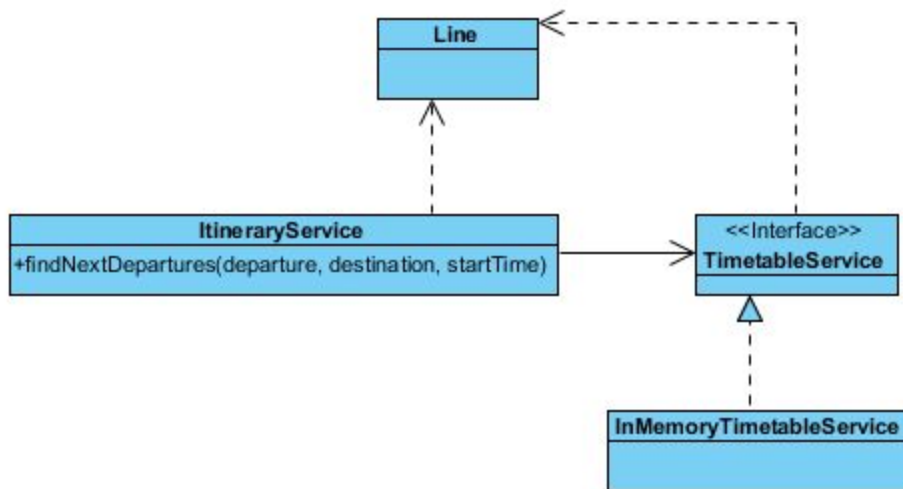 Line
ItineraryService
+findNextDepartures(departure, destination, startTime)
<<Interface>>
TimetableService
InMemoryTimetableService